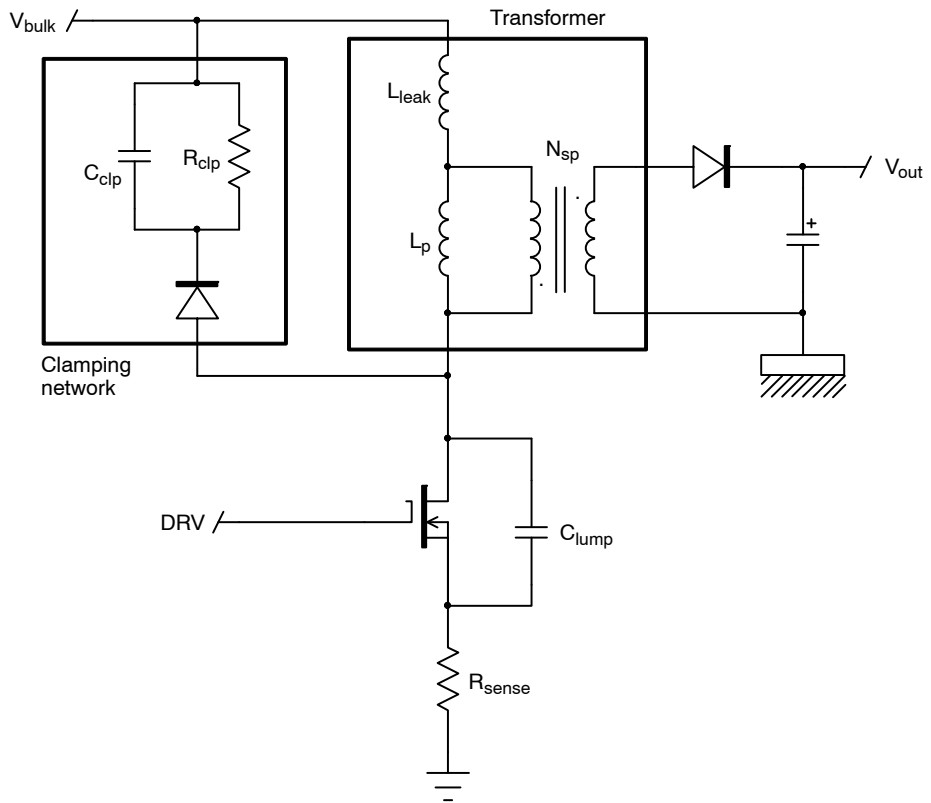 Transformer
Vbulk
Lleak
Nsp
Cclp
Rclp
Vout
+
Lp
Clamping
network
DRV
Clump
Rsense